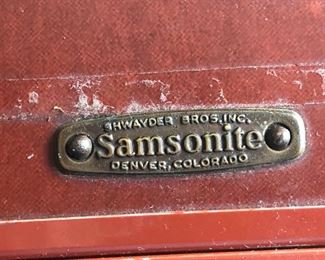 SHWAYDER BROS., INC.
Samsonite
DENVER, COLORADO